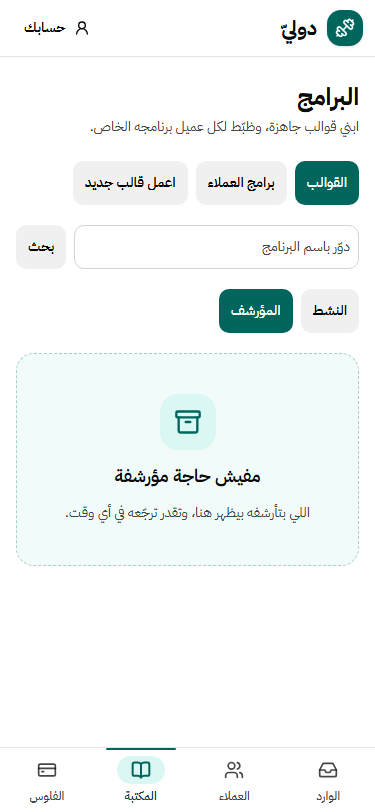 دوليّ
حسابك
البرامج
ابني قوالب جاهزة، وظبّط لكل عميل برنامجه الخاص.
القوالب
برامج العملاء
اعمل قالب جديد
دوّر باسم البرنامج
بحث
النشط
المؤرشف
مفيش حاجة مؤرشفة
اللي بتأرشفه بيظهر هنا، وتقدر ترجّعه في أي وقت.
الوارد
العملاء
المكتبة
الفلوس